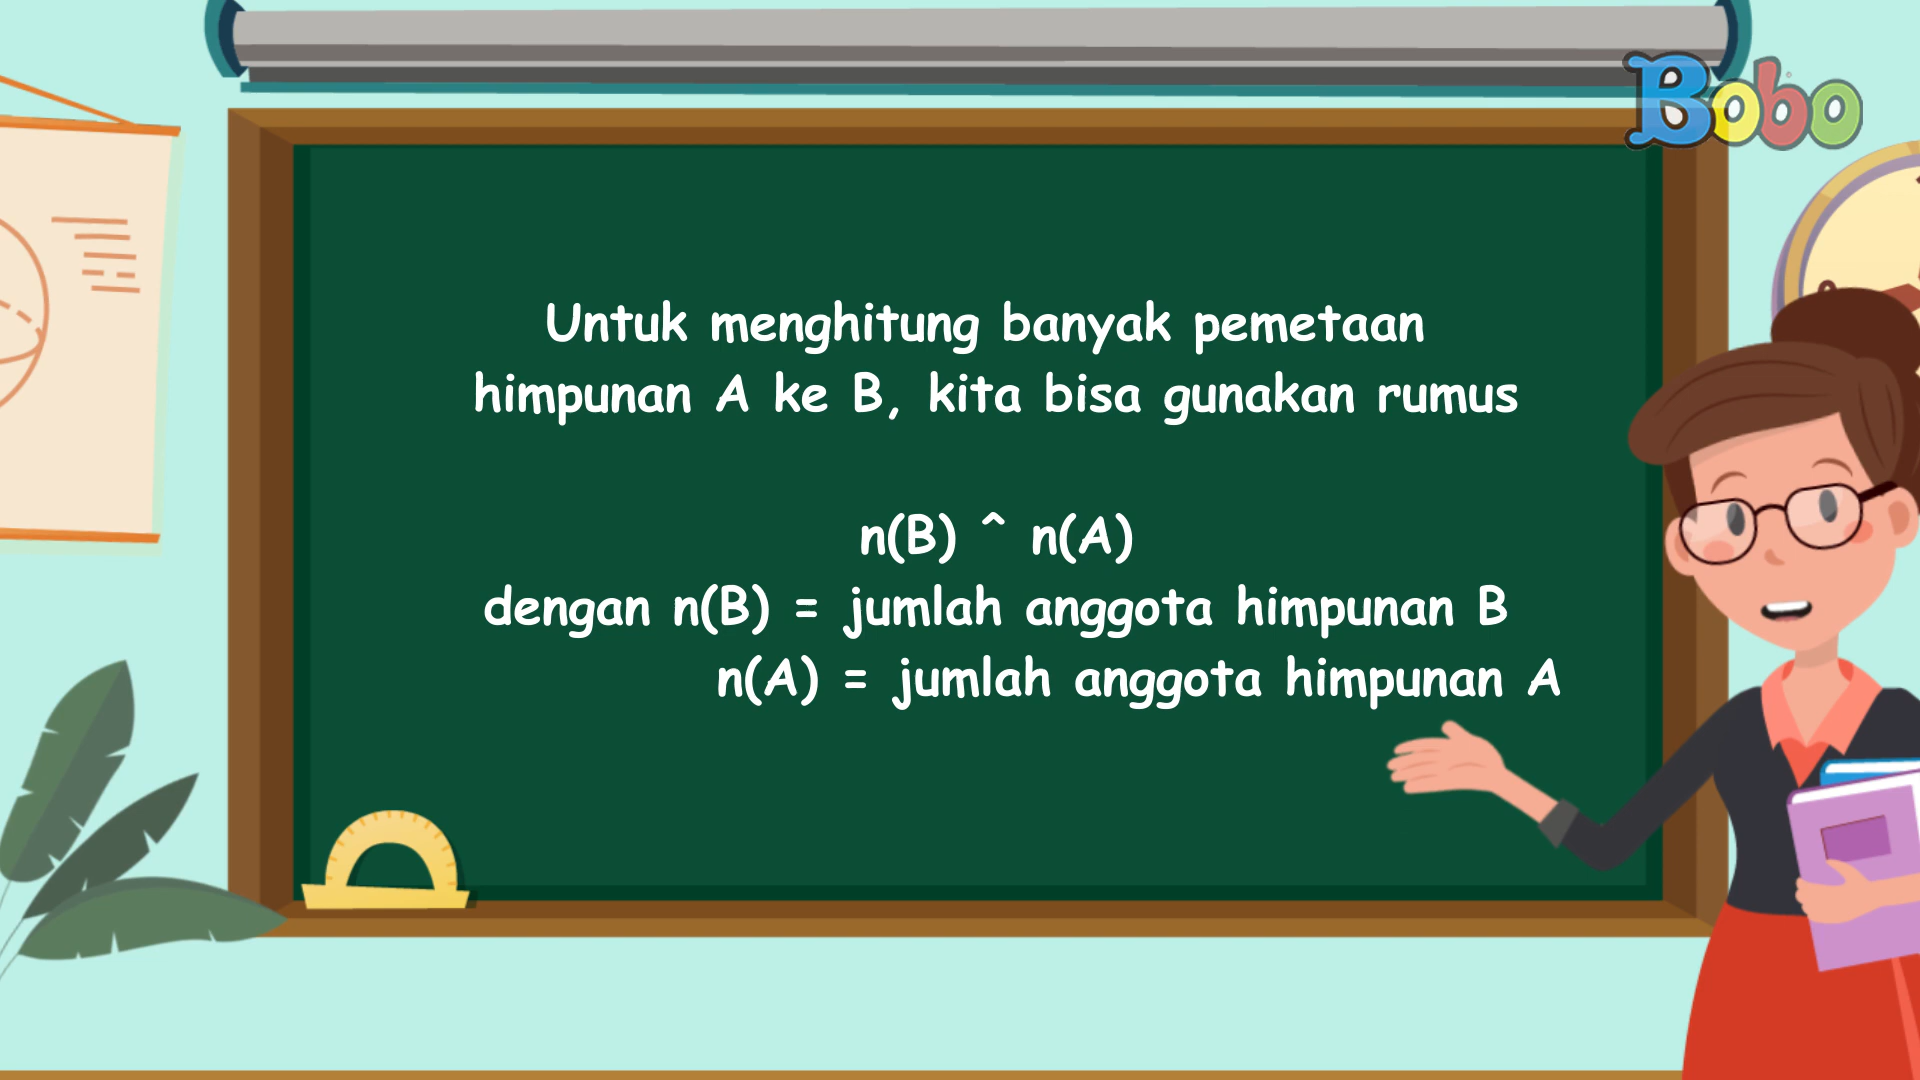 Bobo
Untuk menghitung banyak pemetaan
himpunan A ke B, kita bisa gunakan rumus
n(B) ^ n(A)
dengan n(B) = jumlah anggota himpunan B
n(A) = jumlah anggota himpunan A